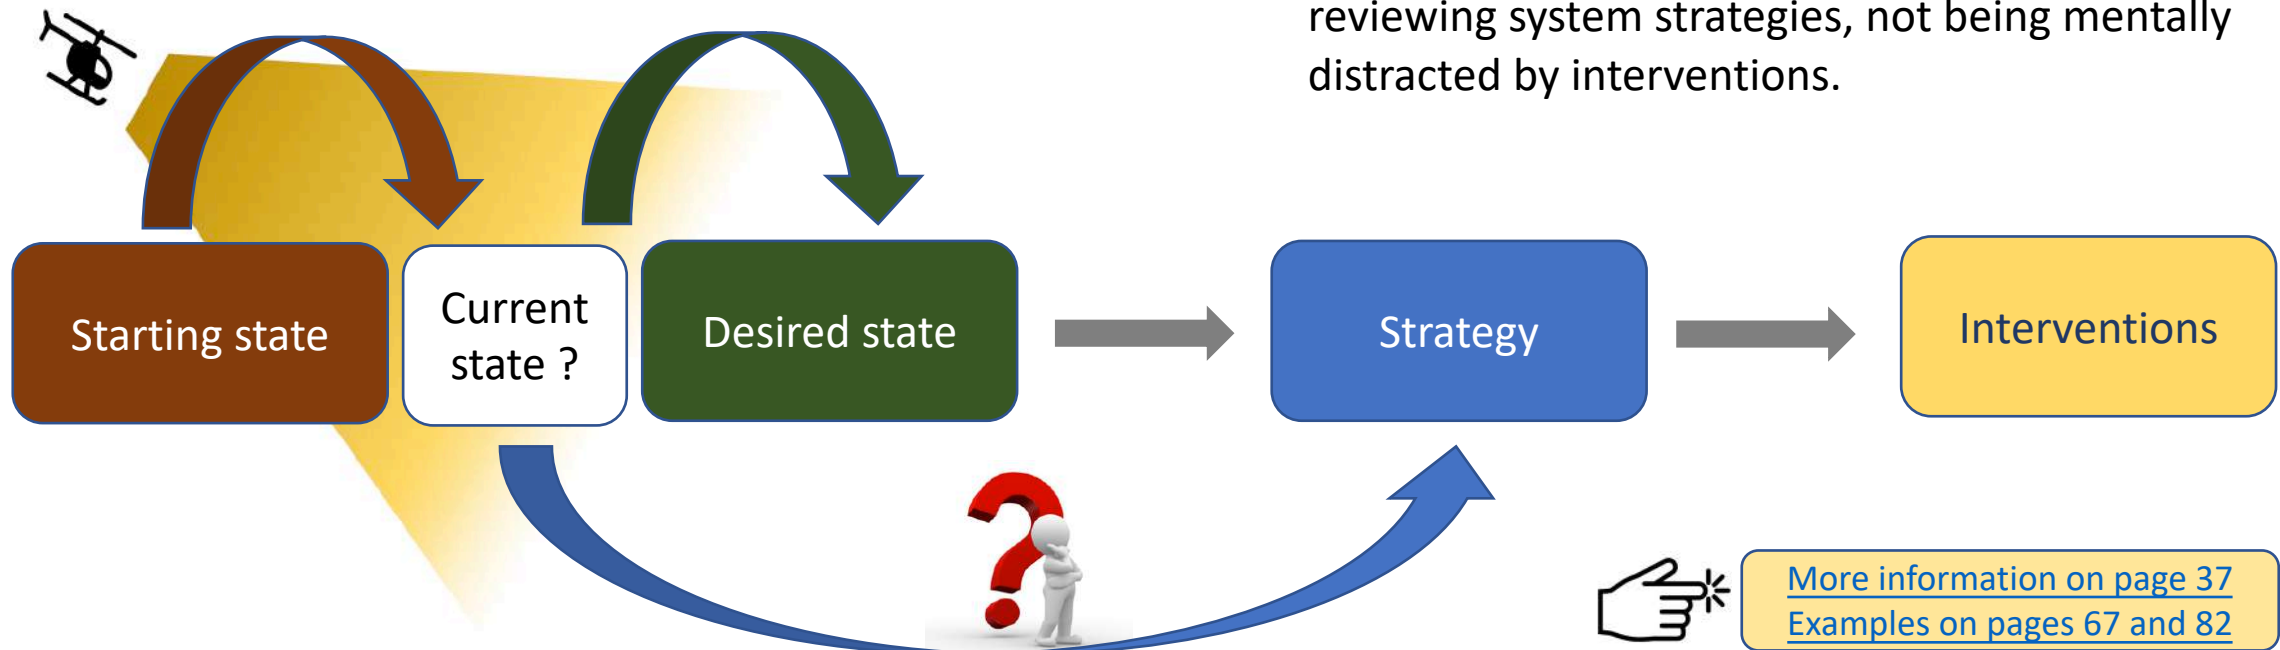 reviewing system strategies, not being mentally
distracted by interventions.
Starting state
Current
state ?
Desired state
Strategy
Interventions
More information on page 37
Examples on pages 67 and 82